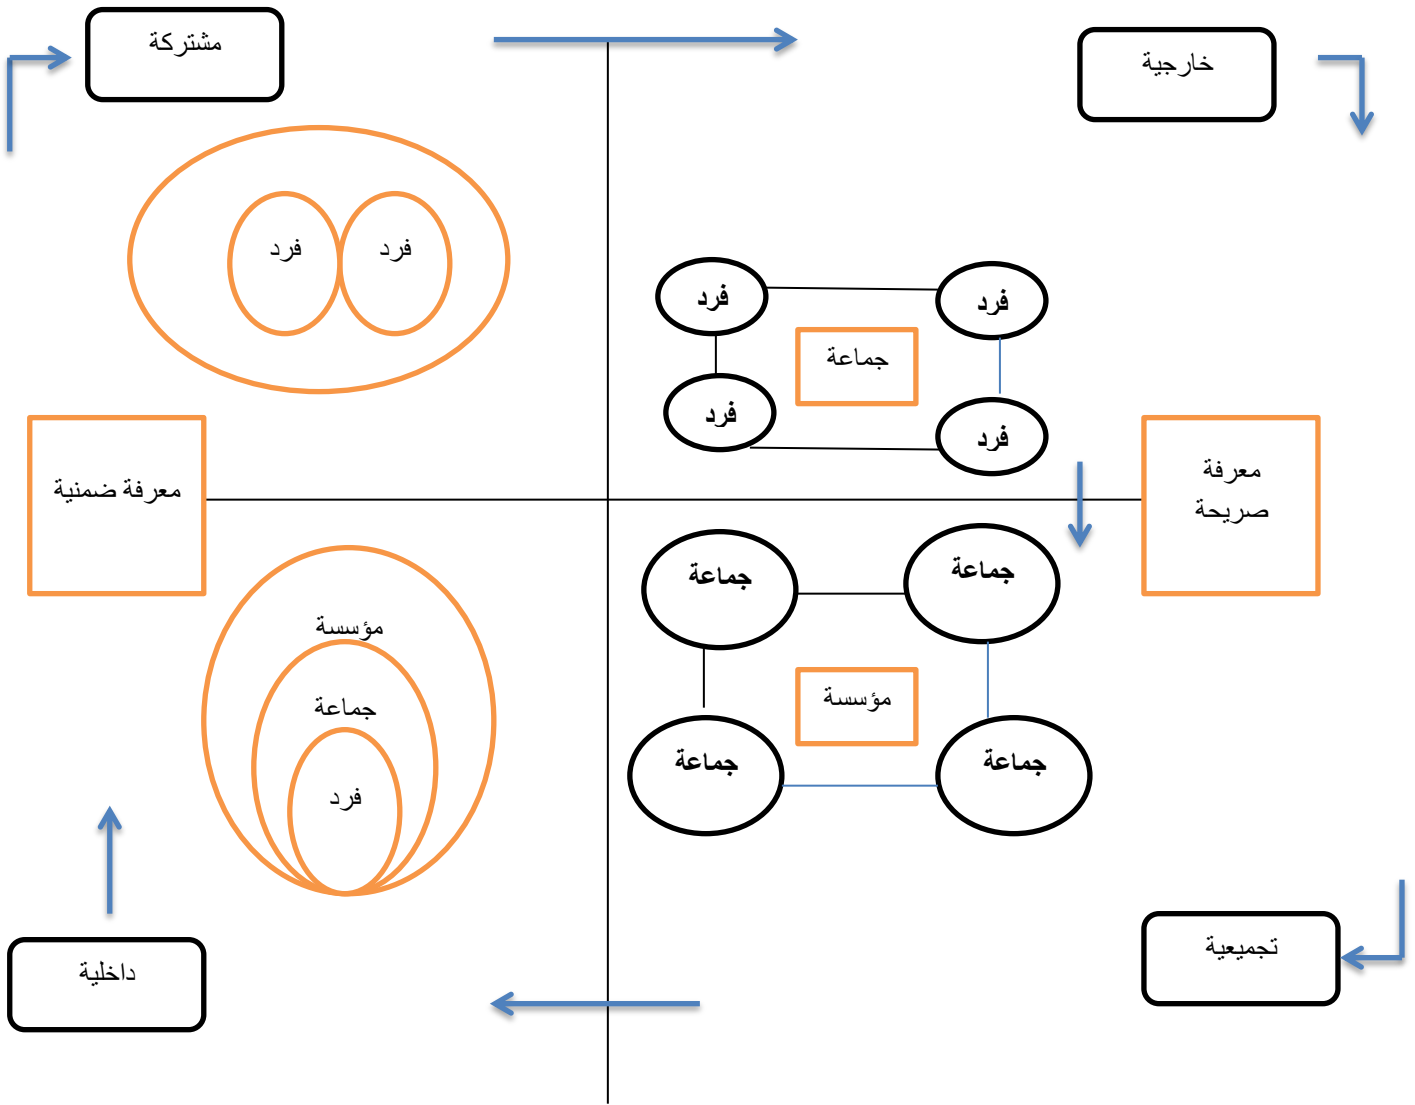 مشتركة
خارجية
فرد
فرد
فرد
فرد
جماعة
فرد
فرد
معرفة ضمنية
معرفة
صريحة
جماعة
جماعة
مؤسسة
مؤسسة
جماعة
جماعة
جماعة
فرد
تجميعية
داخلية